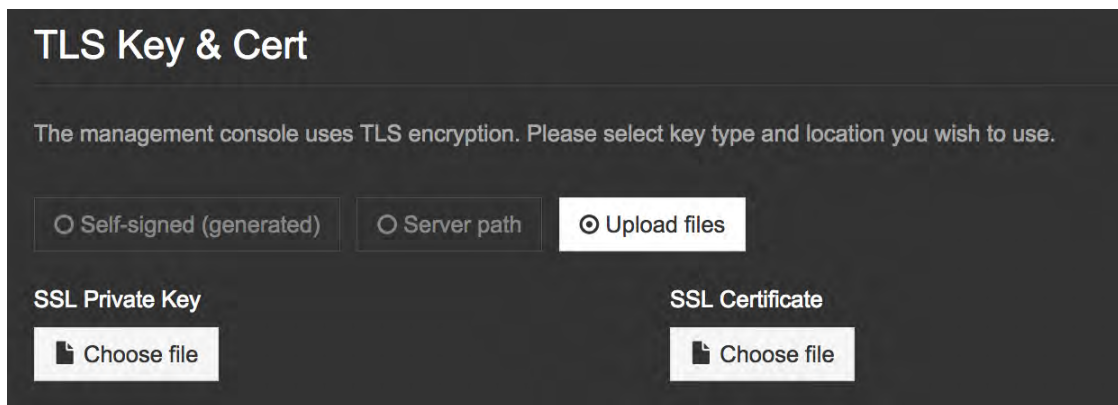 TLS Key & Cert
The management console uses TLS encryption. Please select key type and location you wish to use.
Self-signed (generated) Server path Upload files
SSL Private Key SSL Certificate
Choose file Choose file